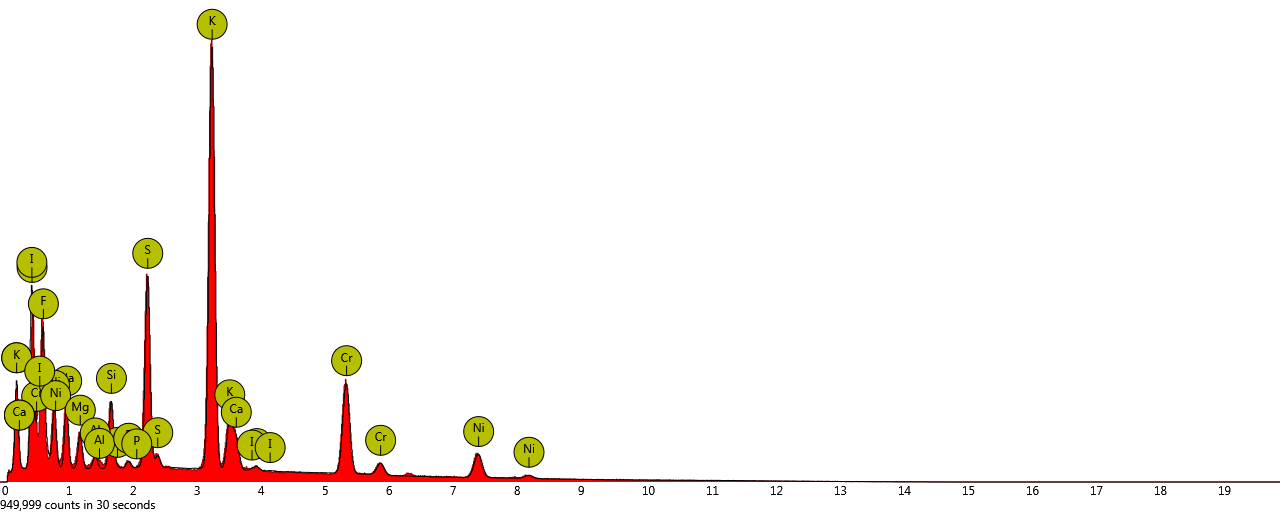 K
I
S
F
Cr
K
Si
I
K
Ni
Mg
Ca
Ca
Ni
S
Cr
Al
P
I
I
Ni
0 1 2 3 4 5 6 7 8 9 10 11 12 13 14 15 16 17 18 19
949,999 counts in 30 seconds